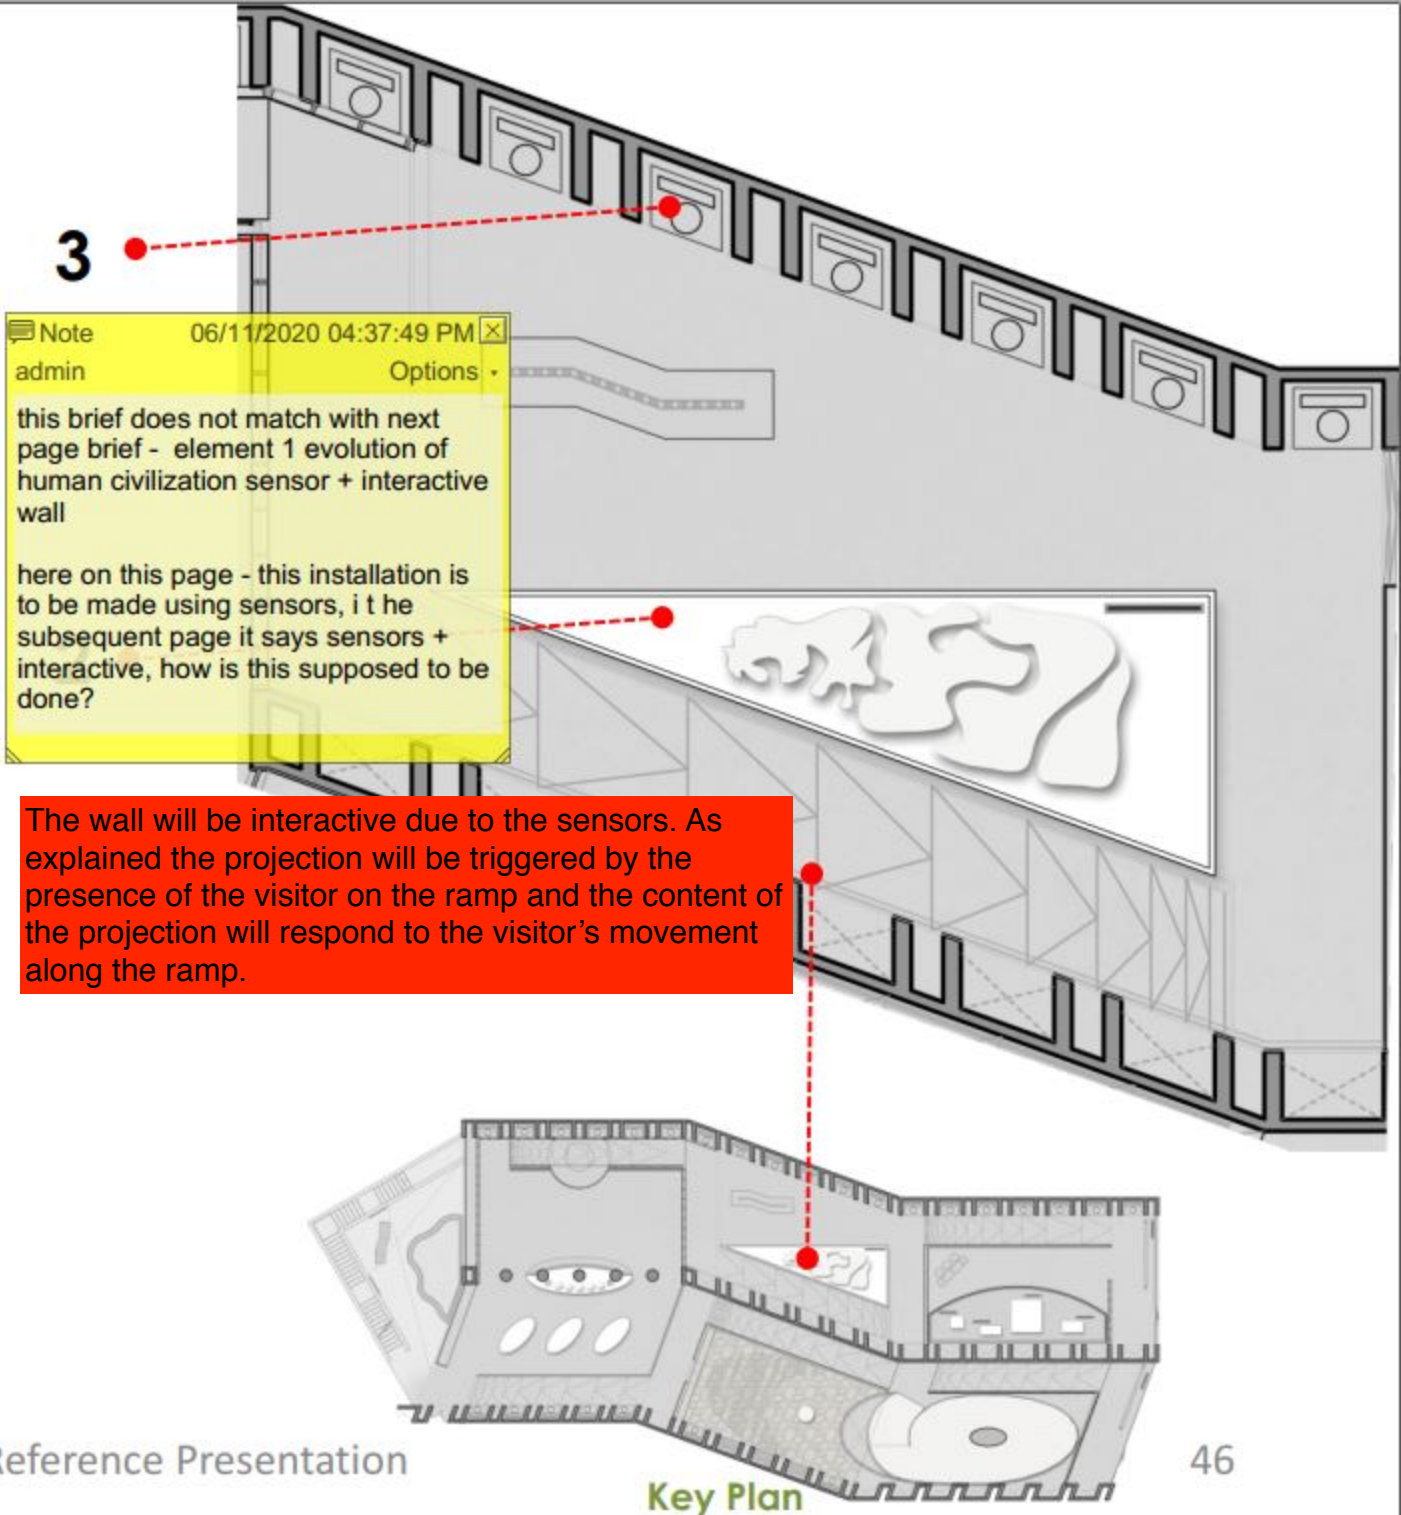 3
Note 06/11/2020 04:37:49 PM
admin Options
this brief does not match with next
page brief - element 1 evolution of
human civilization sensor + interactive
wall
here on this page - this installation is
to be made using sensors, i t he
subsequent page it says sensors +
interactive, how is this supposed to be
done?
The wall will be interactive due to the sensors. As
explained the projection will be triggered by the
presence of the visitor on the ramp and the content of
the projection will respond to the visitor’s movement
along the ramp.
Reference Presentation 46
Key Plan